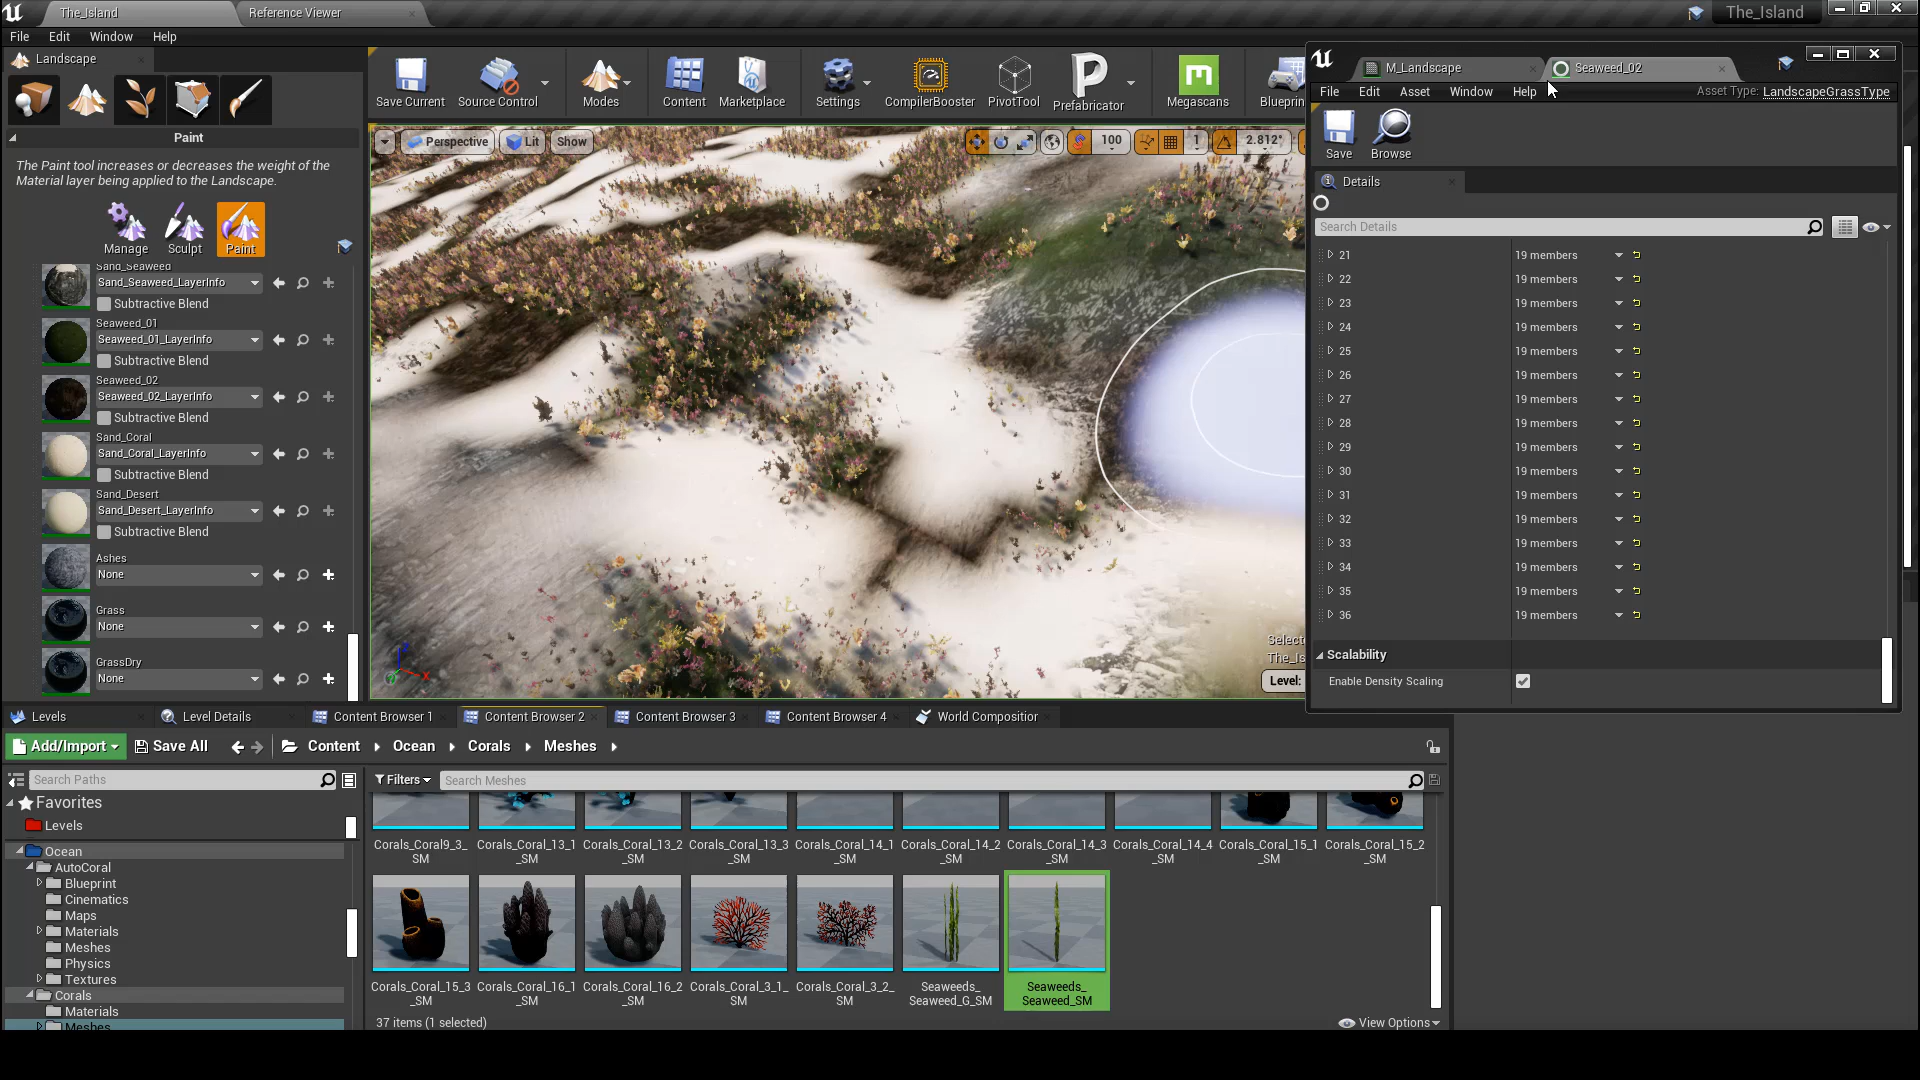 The_Island
Reference Viewer
The_Island
File
Edit
Window
Help
Landscape
Paint
The Paint tool increases or decreases the weight of the
Material layer being applied to the Landscape.
Manage
Sculpt
Paint
Sand_Seaweed
Sand_Seaweed_LayerInfo
Subtractive Blend
Seaweed_01
Seaweed_01_LayerInfo
Subtractive Blend
Seaweed_02
Seaweed_02_LayerInfo
Subtractive Blend
Sand_Coral
Sand_Coral_LayerInfo
Subtractive Blend
Sand_Desert
Sand_Desert_LayerInfo
Subtractive Blend
Ashes
None
Grass
None
GrassDry
None
Save Current
Source Control
Modes
Content
Marketplace
Settings
CompilerBooster
PivotTool
Prefabricator
Megascans
Blueprin
Perspective
Lit
Show
100
1
2.812°
Select
The_Is
Level:
M_Landscape
Seaweed_02
File
Edit
Asset
Window
Help
Asset Type: LandscapeGrassType
Save
Browse
Details
Search Details
21 19 members
22 19 members
23 19 members
24 19 members
25 19 members
26 19 members
27 19 members
28 19 members
29 19 members
30 19 members
31 19 members
32 19 members
33 19 members
34 19 members
35 19 members
36 19 members
Scalability
Enable Density Scaling
Levels
Level Details
Content Browser 1
Content Browser 2
Content Browser 3
Content Browser 4
World Compositior
Add/Import
Save All
Content
Ocean
Corals
Meshes
Search Paths
Filters
Search Meshes
Favorites
Levels
Ocean
AutoCoral
Blueprint
Cinematics
Maps
Materials
Meshes
Physics
Textures
Corals
Materials
Meshes
Corals_Coral9_3_
SM
Corals_Coral_13_1
_SM
Corals_Coral_13_2
_SM
Corals_Coral_13_3
_SM
Corals_Coral_14_1
_SM
Corals_Coral_14_2
_SM
Corals_Coral_14_3
_SM
Corals_Coral_14_4
_SM
Corals_Coral_15_1
_SM
Corals_Coral_15_2
_SM
Corals_Coral_15_3
_SM
Corals_Coral_16_1
_SM
Corals_Coral_16_2
_SM
Corals_Coral_3_1_
SM
Corals_Coral_3_2_
SM
Seaweeds_
Seaweed_G_SM
Seaweeds_
Seaweed_SM
37 items (1 selected)
View Options